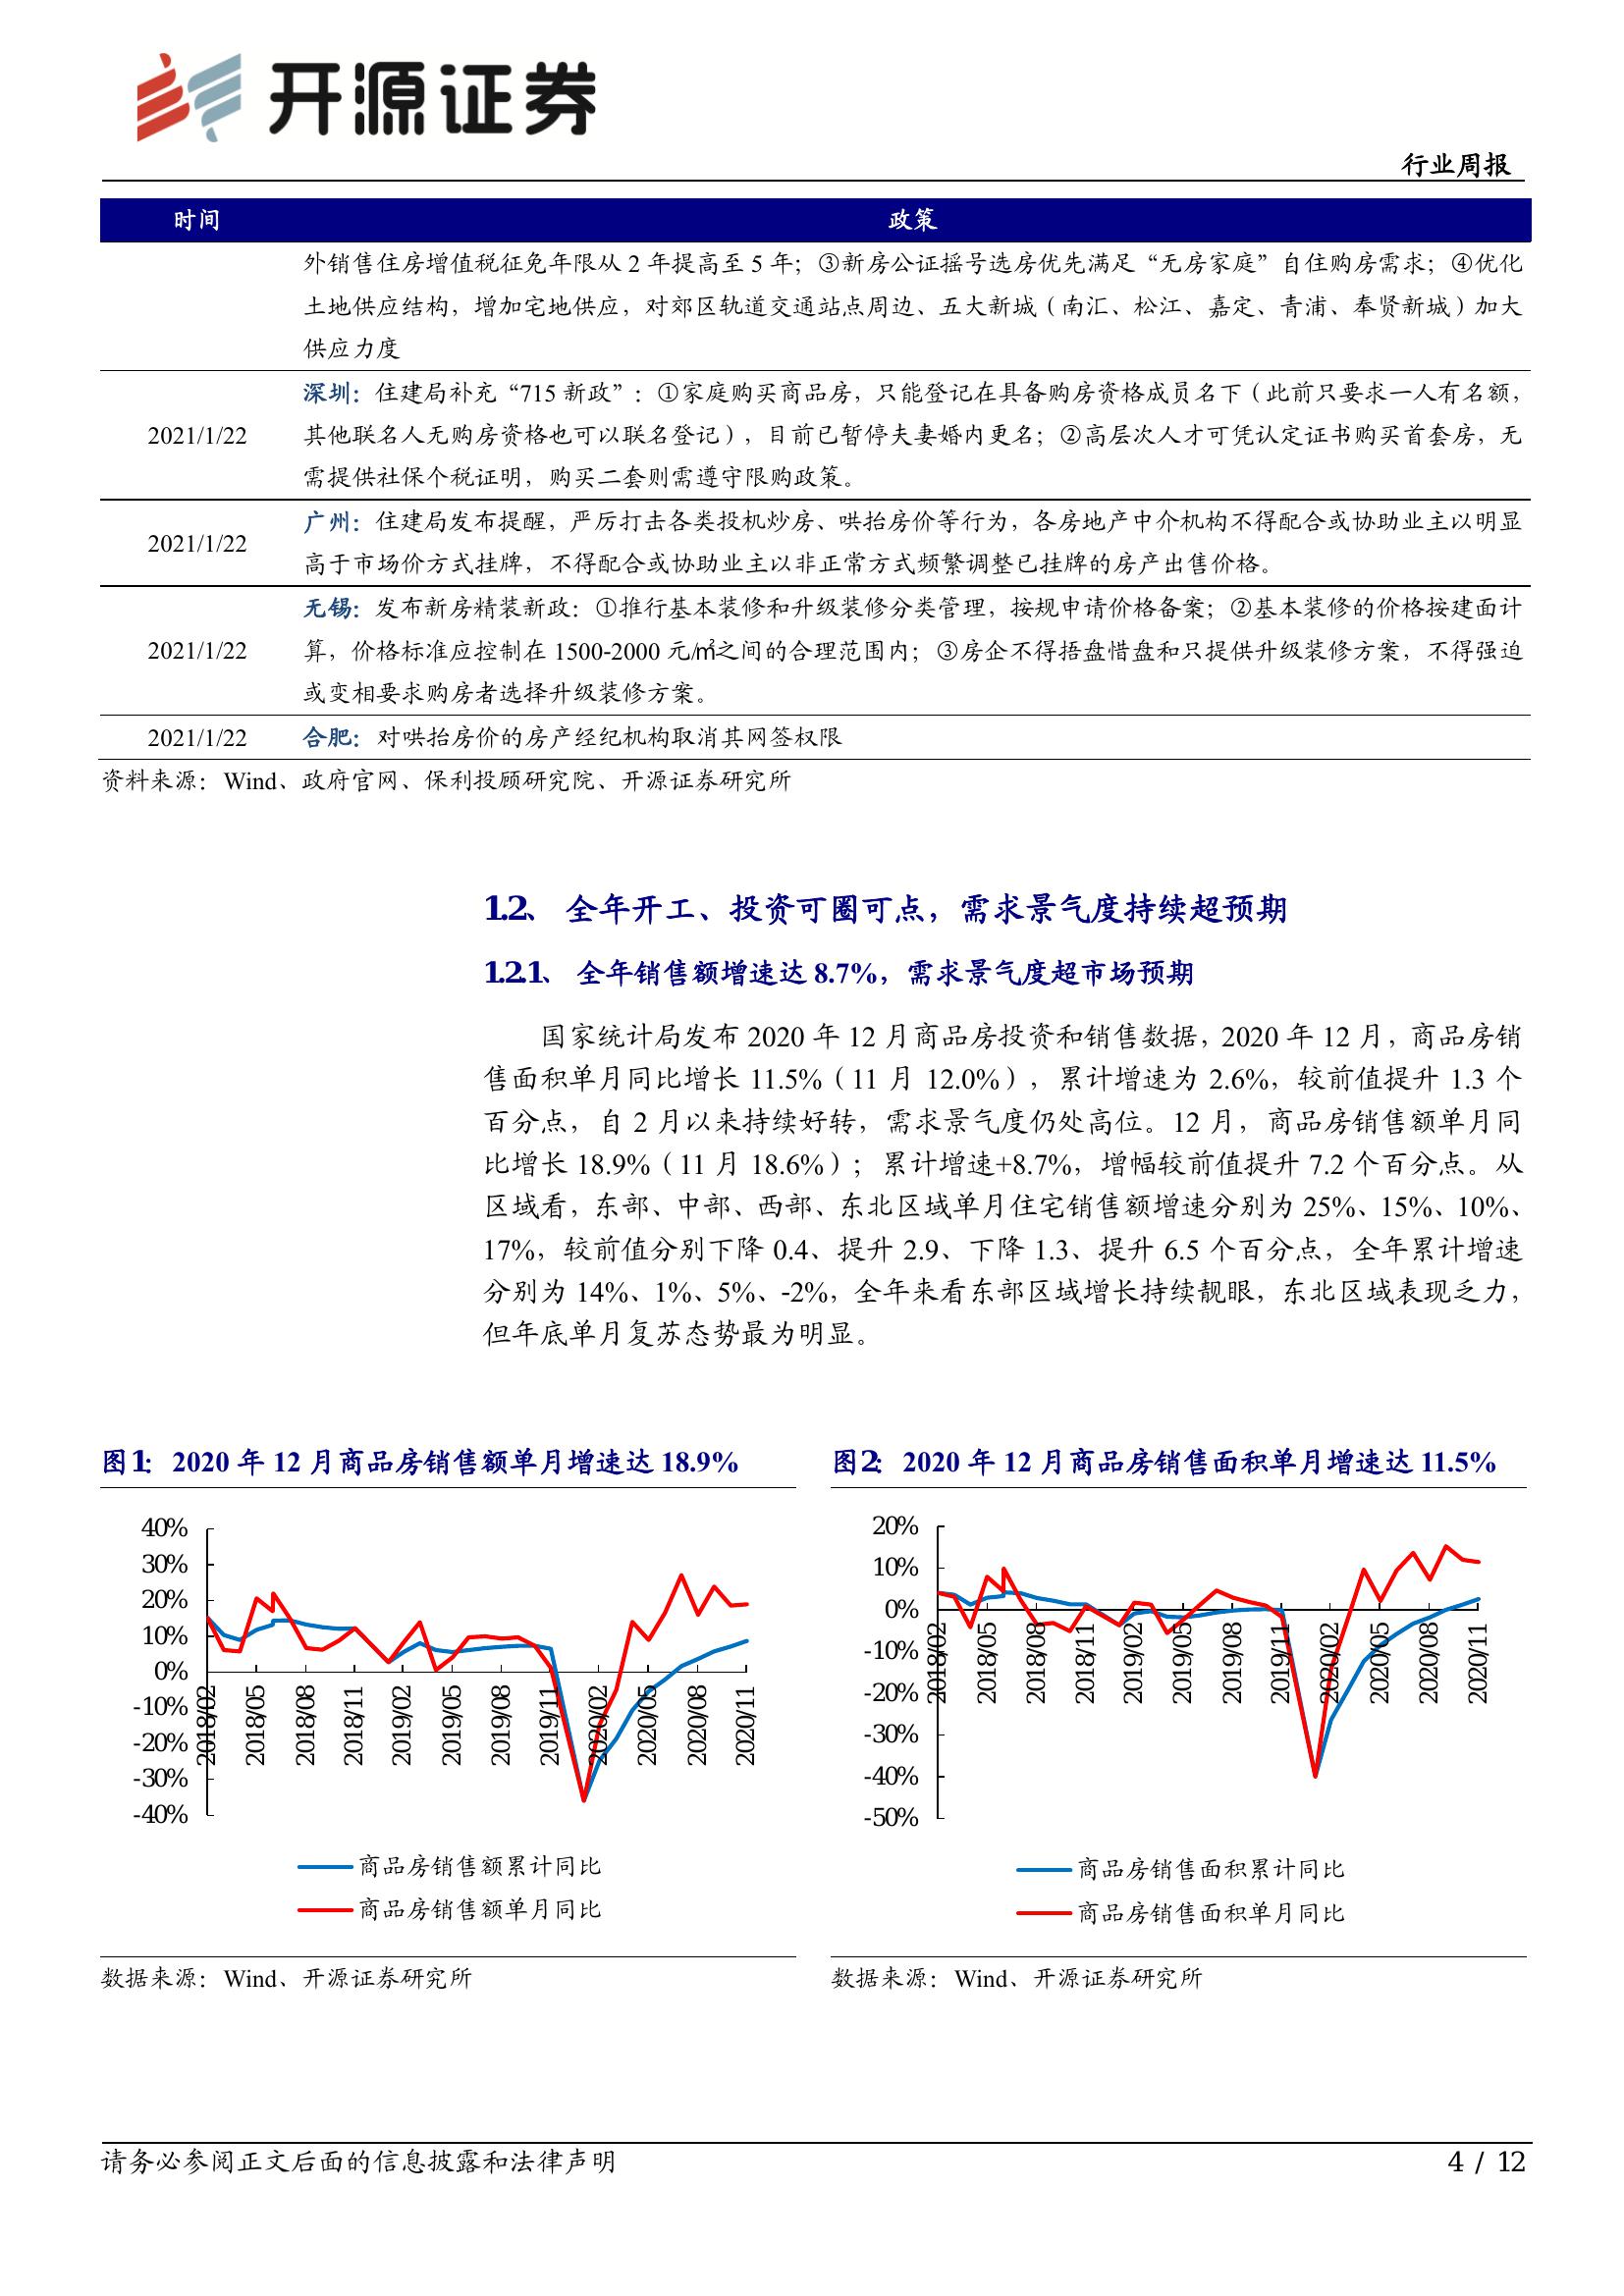 开源证券
行业周报
时间 政策
外销售住房增值税征免年限从 2 年提高至 5 年；③新房公证摇号选房优先满足“无房家庭”自住购房需求；④优化
土地供应结构，增加宅地供应，对郊区轨道交通站点周边、五大新城（南汇、松江、嘉定、青浦、奉贤新城）加大
供应力度
2021/1/22
深圳：住建局补充“715 新政”：①家庭购买商品房，只能登记在具备购房资格成员名下（此前只要求一人有名额，
其他联名人无购房资格也可以联名登记），目前已暂停夫妻婚内更名；②高层次人才可凭认定证书购买首套房，无
需提供社保个税证明，购买二套则需遵守限购政策。
2021/1/22
广州：住建局发布提醒，严厉打击各类投机炒房、哄抬房价等行为，各房地产中介机构不得配合或协助业主以明显
高于市场价方式挂牌，不得配合或协助业主以非正常方式频繁调整已挂牌的房产出售价格。
2021/1/22
无锡：发布新房精装新政：①推行基本装修和升级装修分类管理，按规申请价格备案；②基本装修的价格按建面计
算，价格标准应控制在 1500-2000 元/㎡之间的合理范围内；③房企不得捂盘惜盘和只提供升级装修方案，不得强迫
或变相要求购房者选择升级装修方案。
2021/1/22 合肥：对哄抬房价的房产经纪机构取消其网签权限
资料来源：Wind、政府官网、保利投顾研究院、开源证券研究所
1.2、 全年开工、投资可圈可点，需求景气度持续超预期
1.2.1、 全年销售额增速达 8.7%，需求景气度超市场预期
国家统计局发布 2020 年 12 月商品房投资和销售数据，2020 年 12 月，商品房销
售面积单月同比增长 11.5%（11 月 12.0%），累计增速为 2.6%，较前值提升 1.3 个
百分点，自 2 月以来持续好转，需求景气度仍处高位。12 月，商品房销售额单月同
比增长 18.9%（11 月 18.6%）；累计增速+8.7%，增幅较前值提升 7.2 个百分点。从
区域看，东部、中部、西部、东北区域单月住宅销售额增速分别为 25%、15%、10%、
17%，较前值分别下降 0.4、提升 2.9、下降 1.3、提升 6.5 个百分点，全年累计增速
分别为 14%、1%、5%、-2%，全年来看东部区域增长持续靓眼，东北区域表现乏力，
但年底单月复苏态势最为明显。
图1：2020 年 12 月商品房销售额单月增速达 18.9%
40%
30%
20%
10%
0%
-10%
-20%
-30%
-40%
2018/02
2018/05
2018/08
2018/11
2019/02
2019/05
2019/08
2019/11
2020/02
2020/05
2020/08
2020/11
商品房销售额累计同比
商品房销售额单月同比
数据来源：Wind、开源证券研究所
图2：2020 年 12 月商品房销售面积单月增速达 11.5%
20%
10%
0%
-10%
-20%
-30%
-40%
-50%
2018/02
2018/05
2018/08
2018/11
2019/02
2019/05
2019/08
2019/11
2020/02
2020/05
2020/08
2020/11
商品房销售面积累计同比
商品房销售面积单月同比
数据来源：Wind、开源证券研究所
请务必参阅正文后面的信息披露和法律声明
4 / 12